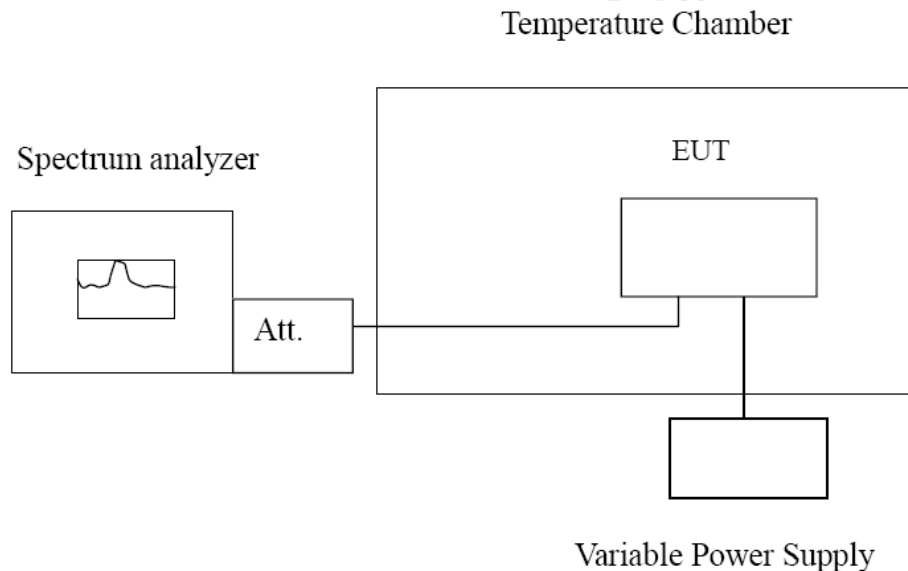 Temperature Chamber
Spectrum analyzer
EUT
Att.
Variable Power Supply